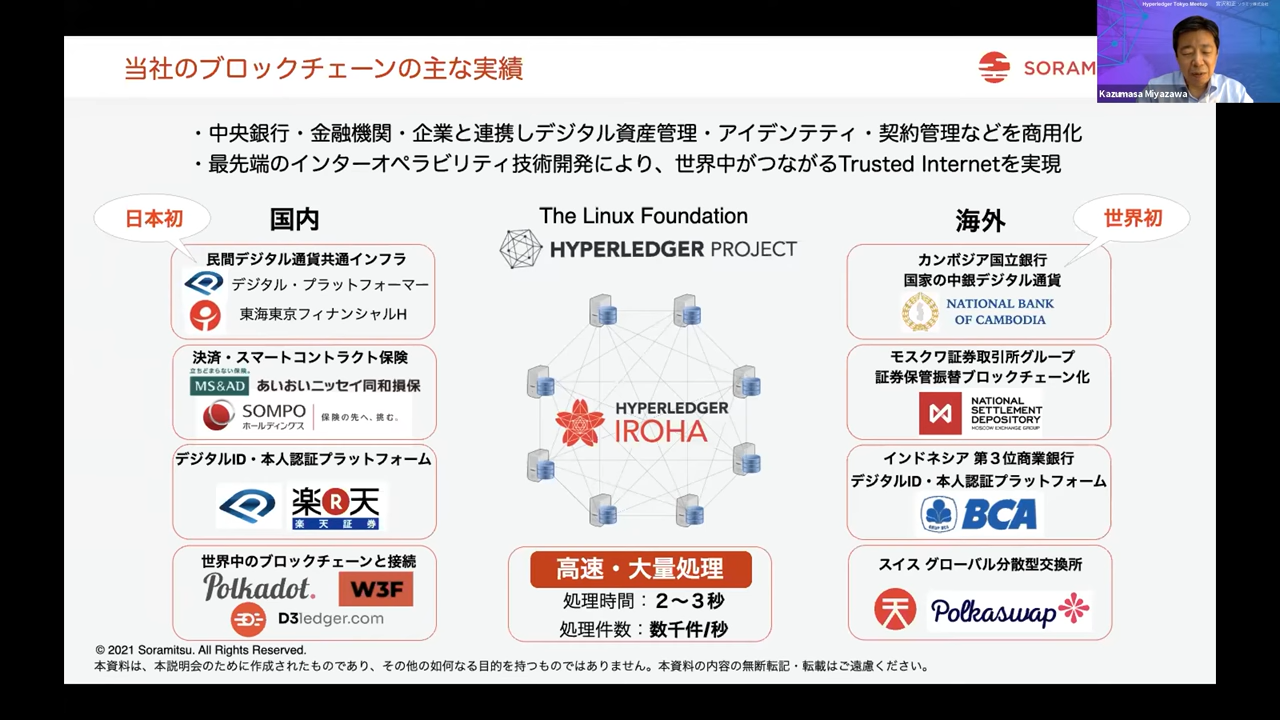 Hyperledger Tokyo Meetup
Kazumasa Miyazawa
当社のブロックチェーンの主な実績
SORAM
・中央銀行・金融機関・企業と連携しデジタル資産管理・アイデンテティ・契約管理などを商用化
・最先端のインターオペラビリティ技術開発により、世界中がつながるTrusted Internetを実現
日本初
国内
民間デジタル通貨共通インフラ
デジタル・プラットフォーマー
東海東京フィナンシャルH
決済・スマートコントラクト保険
立ちどまらない保険。
MS&AD あいおいニッセイ同和損保
SOMPO
ホールディングス
保険の先へ、挑む。
デジタルID・本人認証プラットフォーム
楽R天
楽天証券
世界中のブロックチェーンと接続
Polkadot.
W3F
D3ledger.com
The Linux Foundation
HYPERLEDGER PROJECT
HYPERLEDGER
IROHA
高速・大量処理
処理時間：２〜３秒
処理件数：数千件/秒
海外
世界初
カンボジア国立銀行
国家の中銀デジタル通貨
NATIONAL BANK
OF CAMBODIA
モスクワ証券取引所グループ
証券保管振替ブロックチェーン化
NATIONAL
SETTLEMENT
DEPOSITORY
MOSCOW EXCHANGE GROUP
インドネシア 第３位商業銀行
デジタルID・本人認証プラットフォーム
BCA
スイス グローバル分散型交換所
Polkaswap
© 2021 Soramitsu. All Rights Reserved.
本資料は、本説明会のために作成されたものであり、その他の如何なる目的を持つものではありません。本資料の内容の無断転記・転載はご遠慮ください。